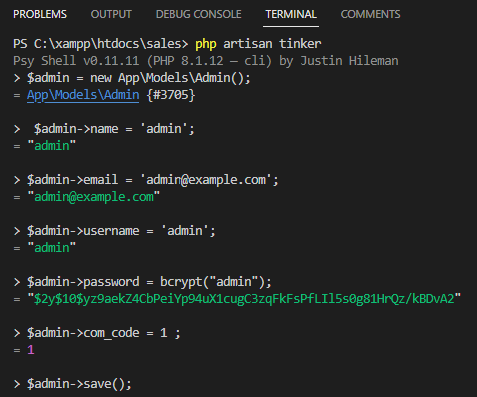 PROBLEMS OUTPUT DEBUG CONSOLE TERMINAL COMMENTS
PS C:\xampp\htdocs\sales> php artisan tinker
Psy Shell v0.11.11 (PHP 8.1.12 — cli) by Justin Hileman
> $admin = new App\Models\Admin();
= App\Models\Admin {#3705}
>  $admin->name = 'admin';
= "admin"
> $admin->email = 'admin@example.com';
= "admin@example.com"
> $admin->username = 'admin';
= "admin"
> $admin->password = bcrypt("admin");
= "$2y$10$yz9aekZ4CbPeiYp94uX1cugC3zqFkFsPfLIl5s0g81HrQz/kBDvA2"
> $admin->com_code = 1 ;
= 1
> $admin->save();